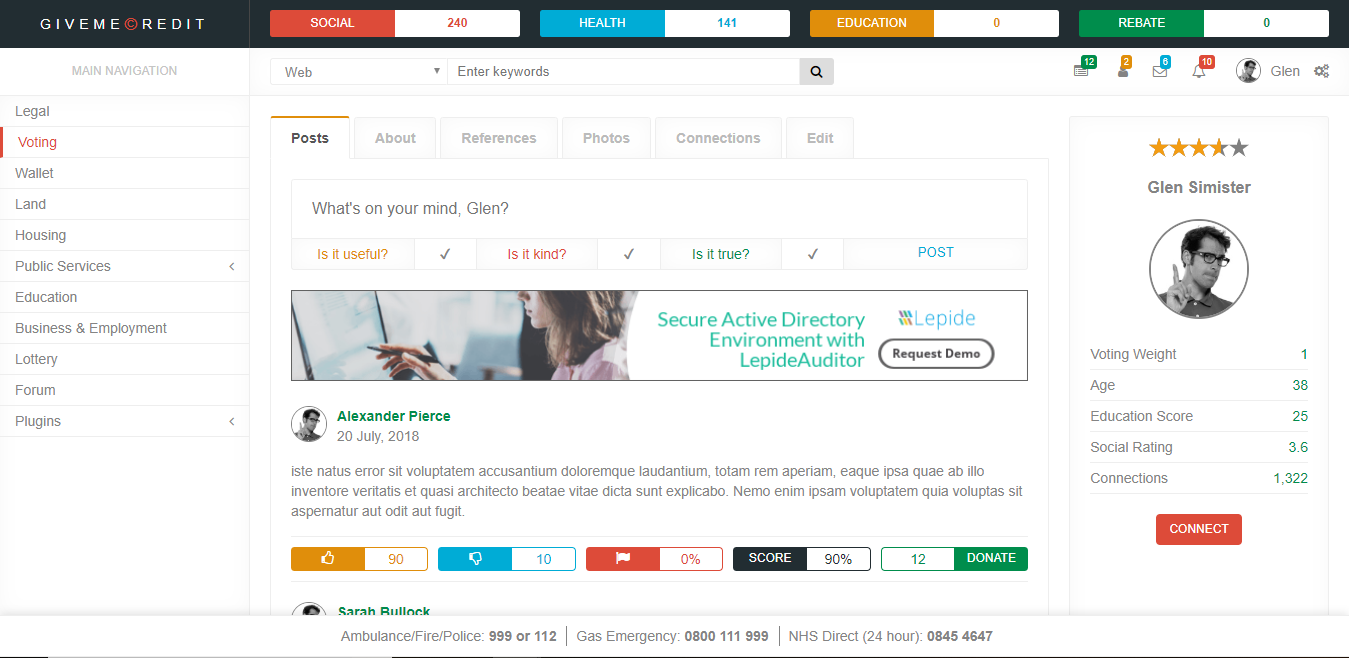 GIVEME©REDIT
SOCIAL 240 HEALTH 141 EDUCATION 0 REBATE 0
MAIN NAVIGATION
Web Enter keywords
12 2 6 10 Glen
Legal
Voting
Wallet
Land
Housing
Public Services
Education
Business & Employment
Lottery
Forum
Plugins
Posts About References Photos Connections Edit
What's on your mind, Glen?
Is it useful? ✓ Is it kind? ✓ Is it true? ✓ POST
Secure Active Directory
Environment with
LepideAuditor
Lepide
Request Demo
Alexander Pierce
20 July, 2018
iste natus error sit voluptatem accusantium doloremque laudantium, totam rem aperiam, eaque ipsa quae ab illo
inventore veritatis et quasi architecto beatae vitae dicta sunt explicabo. Nemo enim ipsam voluptatem quia voluptas sit
aspernatur aut odit aut fugit.
90 10 0% SCORE 90% 12 DONATE
Sarah Bullock
Glen Simister
Voting Weight 1
Age 38
Education Score 25
Social Rating 3.6
Connections 1,322
CONNECT
Ambulance/Fire/Police: 999 or 112 Gas Emergency: 0800 111 999 NHS Direct (24 hour): 0845 4647